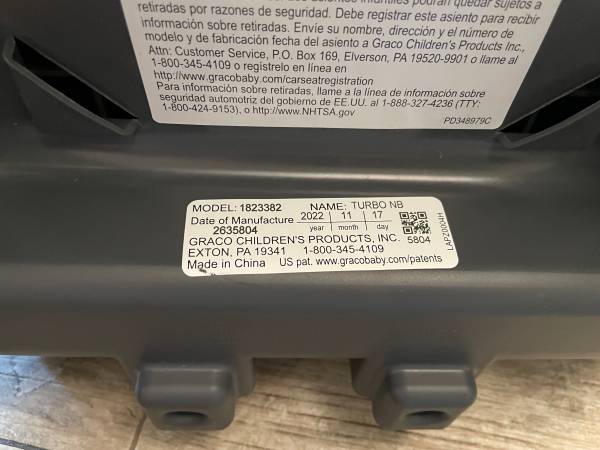 podrían quedar sujetos a
retiradas por razones de seguridad. Debe registrar este asiento para recibir
información sobre retiradas. Envíe su nombre, dirección y el número de
modelo y de fabricación fecha del asiento a Graco Children's Products Inc.,
Attn: Customer Service, P.O. Box 169, Elverson, PA 19520-9901 o llame al
1-800-345-4109 o regístrelo en línea en
http://www.gracobaby.com/carseatregistration
Para información sobre retiradas, llame a la línea de información sobre
seguridad automotriz del gobierno de EE.UU. al 1-888-327-4236 (TTY:
1-800-424-9153), o http://www.NHTSA.gov
PD348979C
MODEL: 1823382 NAME: TURBO NB
Date of Manufacture 2022 | 11 | 17
2635804 year | month | day
GRACO CHILDREN'S PRODUCTS, INC. 5804
EXTON, PA 19341 1-800-345-4109
Made in China US pat. www.gracobaby.com/patents
LAPZ0004H